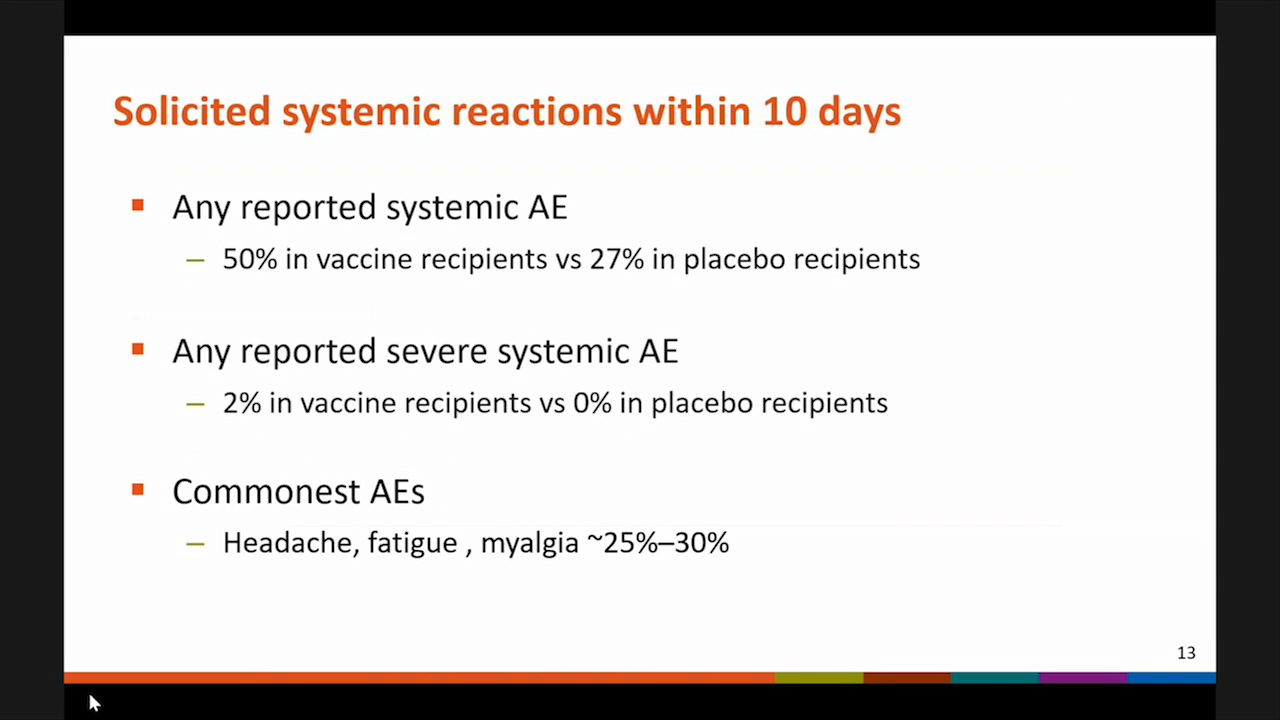 Solicited systemic reactions within 10 days
Any reported systemic AE
– 50% in vaccine recipients vs 27% in placebo recipients
Any reported severe systemic AE
– 2% in vaccine recipients vs 0% in placebo recipients
Commonest AEs
– Headache, fatigue , myalgia ~25%–30%
13